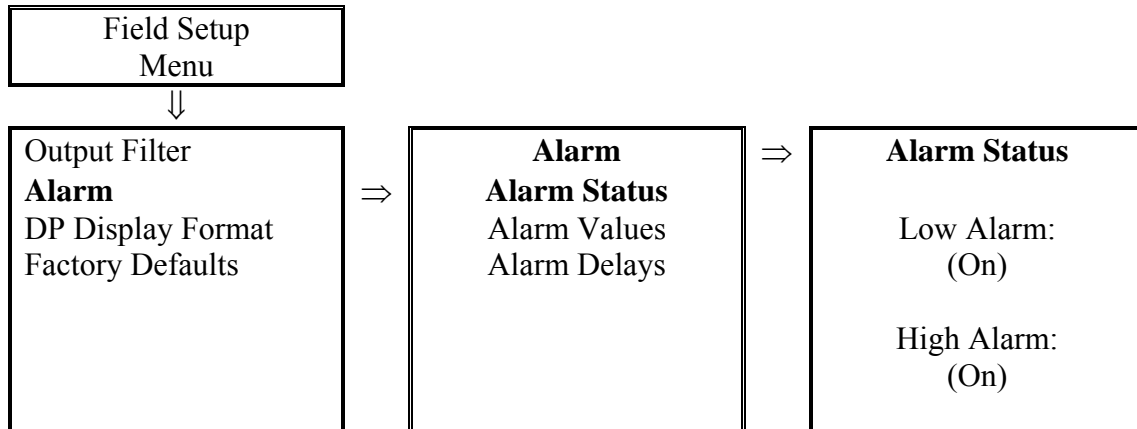 Field Setup
Menu
⇓
Output Filter
Alarm
DP Display Format
Factory Defaults
⇒
Alarm
Alarm Status
Alarm Values
Alarm Delays
⇒
Alarm Status
Low Alarm:
(On)
High Alarm:
(On)